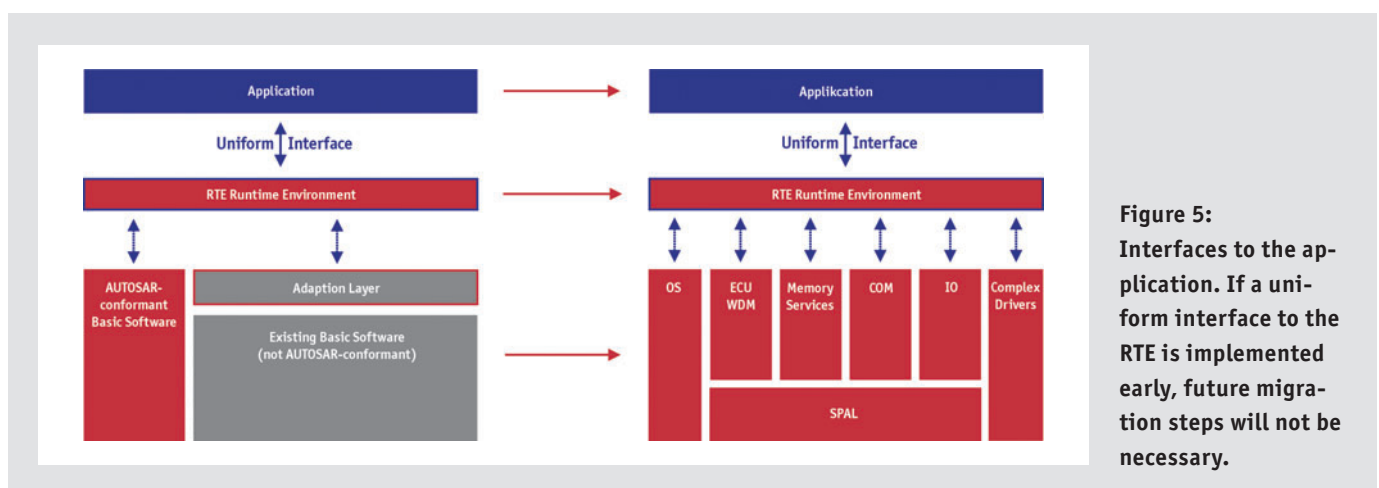 Application
Uniform Interface
RTE Runtime Environment
AUTOSAR-
conformant
Basic Software
Adaption Layer
Existing Basic Software
(not AUTOSAR-conformant)
Applikcation
Uniform Interface
RTE Runtime Environment
OS
ECU
WDM
Memory
Services
COM
IO
Complex
Drivers
SPAL
Figure 5:
Interfaces to the ap-
plication. If a uni-
form interface to the
RTE is implemented
early, future migra-
tion steps will not be
necessary.